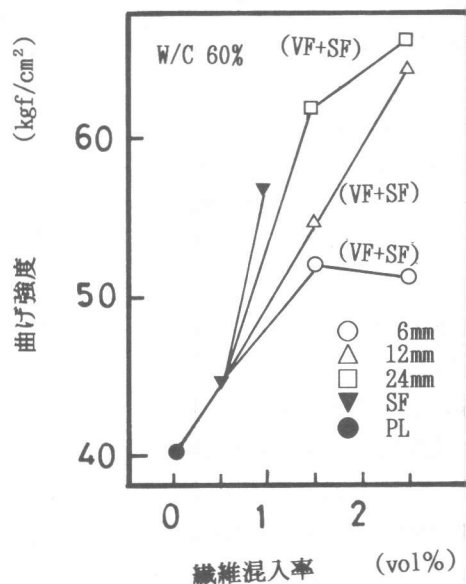 (kgf/cm²)
曲げ強度
W/C 60%
(VF+SF)
(VF+SF)
(VF+SF)
60
50
40
○ 6mm
△ 12mm
□ 24mm
▼ SF
● PL
0 1 2
繊維混入率 (vol%)